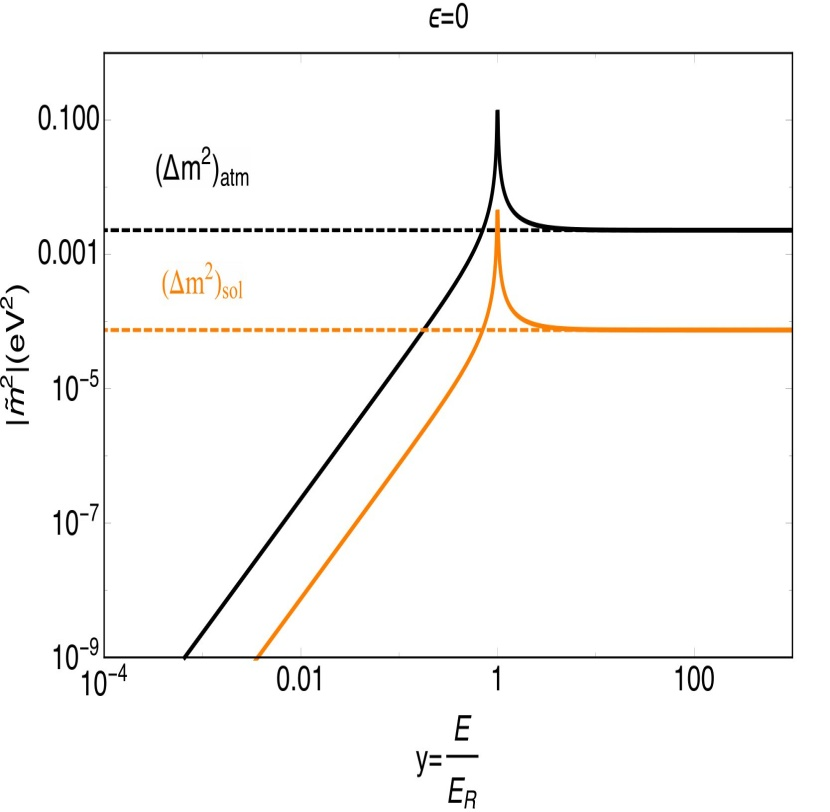 ϵ=0
0.100
(Δm²)atm
0.001
(Δm²)sol
|m̃²|(eV²)
10⁻⁵
10⁻⁷
10⁻⁹
10⁻⁴ 0.01 1 100
y=E/E_R